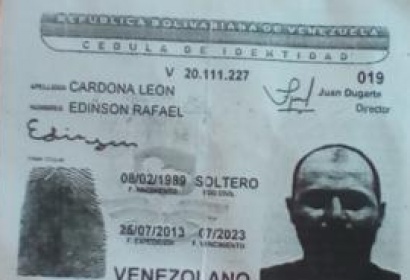 REPUBLICA BOLIVARIANA DE VENEZUELA
CEDULA DE IDENTIDAD
V 20.111.227
019
APELLIDOS CARDONA LEON
Juan Dugarte
Director
NOMBRES EDINSON RAFAEL
Edinson
08/02/1989 SOLTERO
F. NACIMIENTO EDO CIVIL
26/07/2013 07/2023
F. EXPEDICION F. VENCIMIENTO
VENEZOLANO